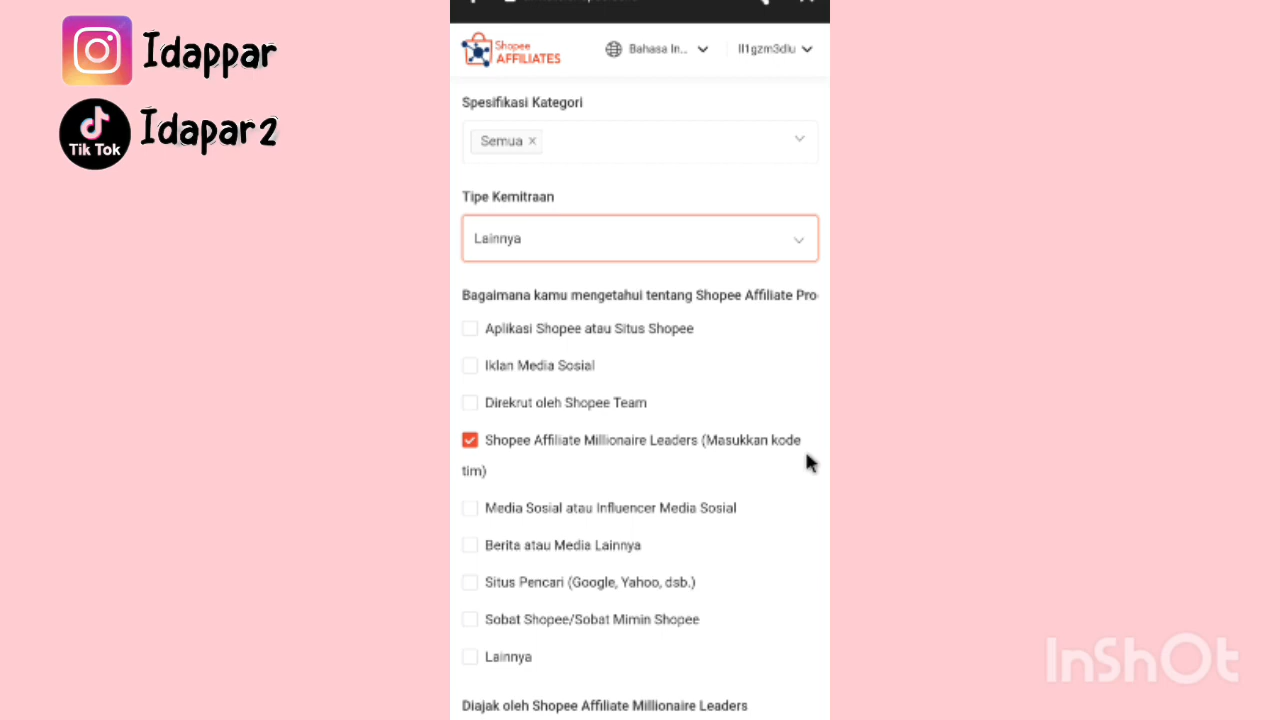 Idappar
Tik Tok
Idapar2
Shopee
AFFILIATES
Bahasa In..
ll1gzm3dlu
Spesifikasi Kategori
Semua ×
Tipe Kemitraan
Lainnya
Bagaimana kamu mengetahui tentang Shopee Affiliate Pro
Aplikasi Shopee atau Situs Shopee
Iklan Media Sosial
Direkrut oleh Shopee Team
Shopee Affiliate Millionaire Leaders (Masukkan kode
tim)
Media Sosial atau Influencer Media Sosial
Berita atau Media Lainnya
Situs Pencari (Google, Yahoo, dsb.)
Sobat Shopee/Sobat Mimin Shopee
Lainnya
Diajak oleh Shopee Affiliate Millionaire Leaders
InShOt